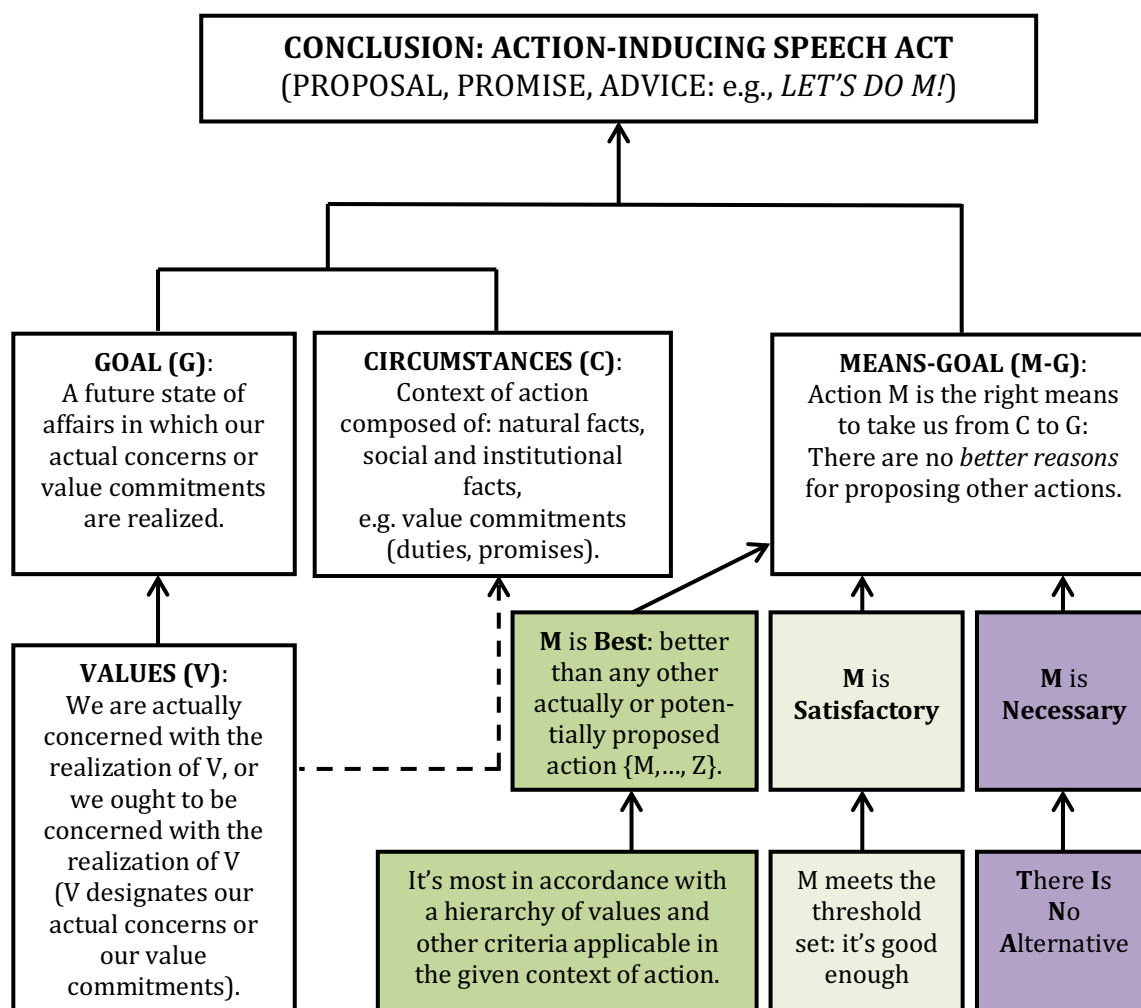 CONCLUSION: ACTION-INDUCING SPEECH ACT
(PROPOSAL, PROMISE, ADVICE: e.g., LET'S DO M!)
GOAL (G):
A future state of
affairs in which our
actual concerns or
value commitments
are realized.
CIRCUMSTANCES (C):
Context of action
composed of: natural facts,
social and institutional
facts,
e.g. value commitments
(duties, promises).
MEANS-GOAL (M-G):
Action M is the right means
to take us from C to G:
There are no better reasons
for proposing other actions.
VALUES (V):
We are actually
concerned with the
realization of V, or
we ought to be
concerned with the
realization of V
(V designates our
actual concerns or
our value
commitments).
M is Best: better
than any other
actually or poten-
tially proposed
action {M,..., Z}.
M is
Satisfactory
M is
Necessary
It's most in accordance with
a hierarchy of values and
other criteria applicable in
the given context of action.
M meets the
threshold
set: it's good
enough
There Is
No
Alternative